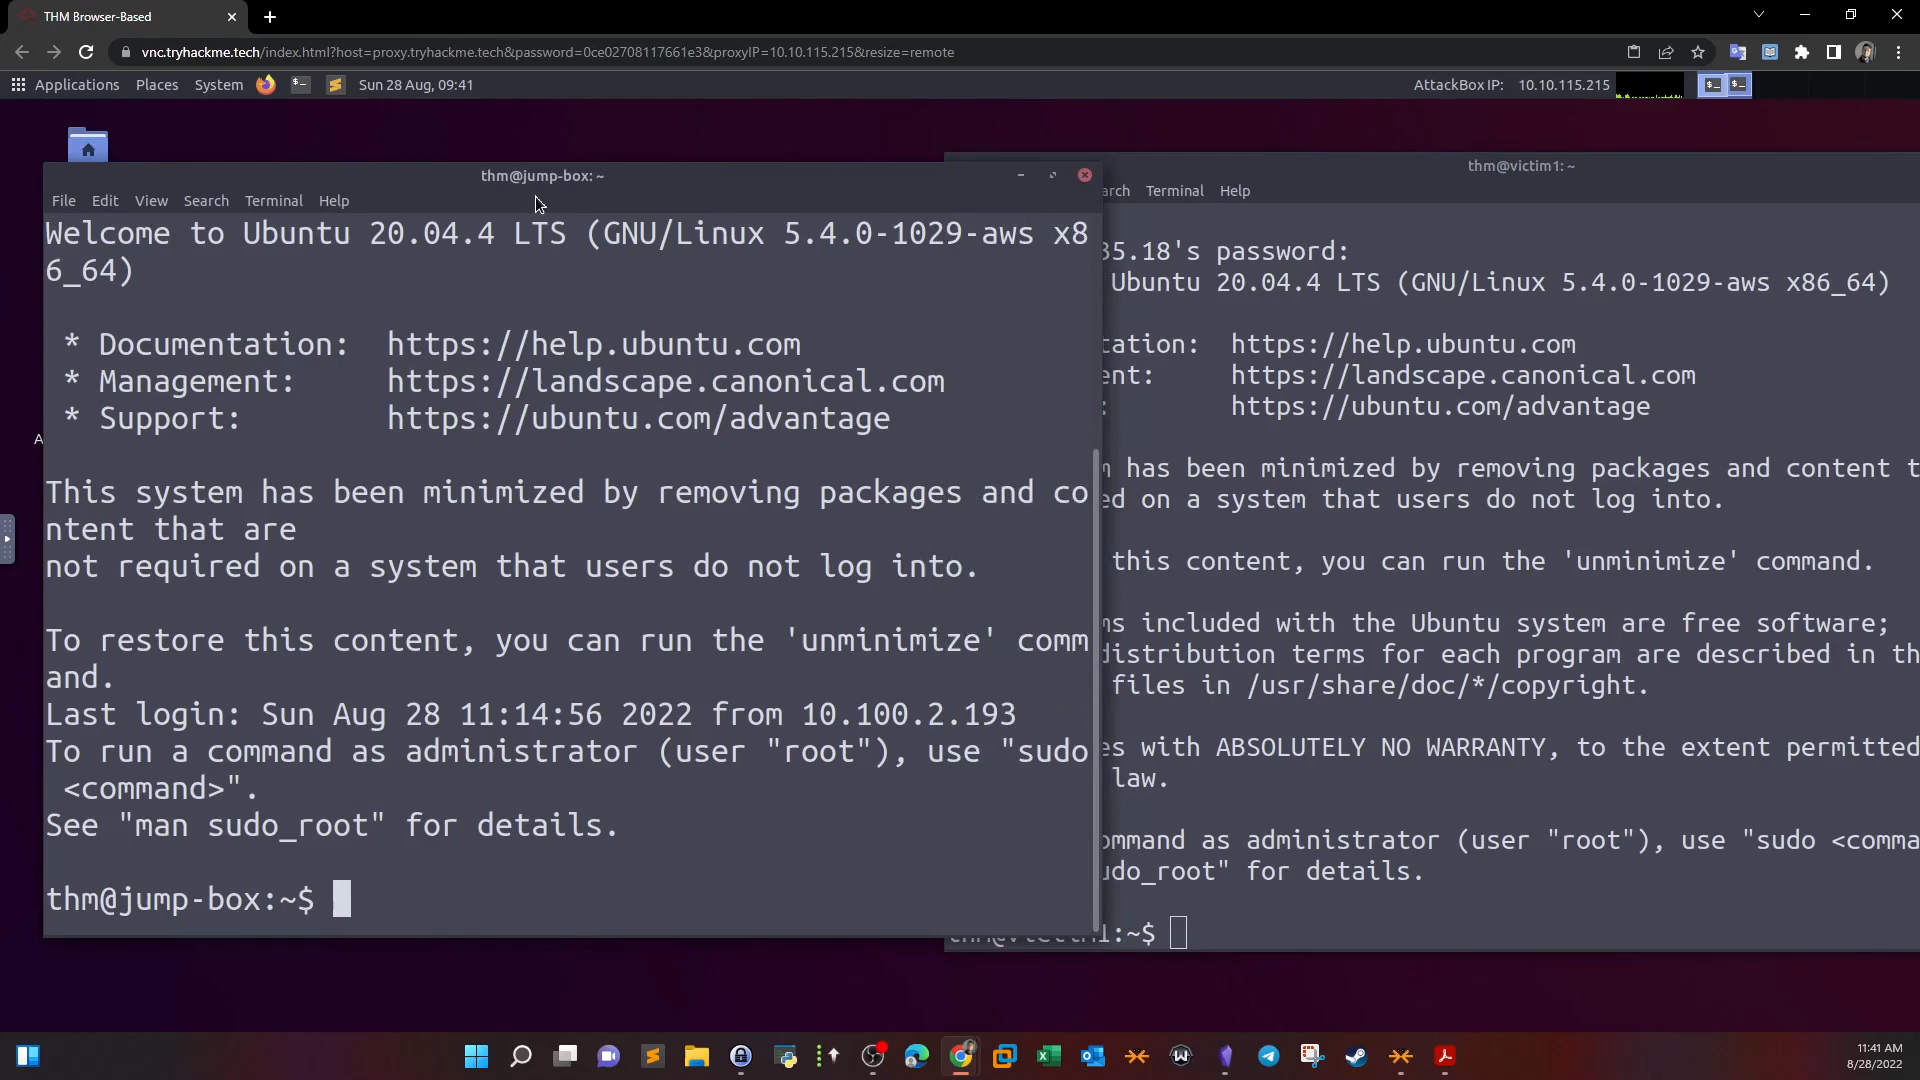 THM Browser-Based
vnc.tryhackme.tech/index.html?host=proxy.tryhackme.tech&password=0ce02708117661e3&proxyIP=10.10.115.215&resize=remote
Applications Places System Sun 28 Aug, 09:41 AttackBox IP: 10.10.115.215
thm@jump-box: ~
File Edit View Search Terminal Help
Welcome to Ubuntu 20.04.4 LTS (GNU/Linux 5.4.0-1029-aws x8
6_64)
* Documentation: https://help.ubuntu.com
* Management: https://landscape.canonical.com
* Support: https://ubuntu.com/advantage
This system has been minimized by removing packages and co
ntent that are
not required on a system that users do not log into.
To restore this content, you can run the 'unminimize' comm
and.
Last login: Sun Aug 28 11:14:56 2022 from 10.100.2.193
To run a command as administrator (user "root"), use "sudo
<command>".
See "man sudo_root" for details.
thm@jump-box:~$
A
thm@victim1: ~
arch Terminal Help
35.18's password:
Ubuntu 20.04.4 LTS (GNU/Linux 5.4.0-1029-aws x86_64)
tation: https://help.ubuntu.com
ent: https://landscape.canonical.com
: https://ubuntu.com/advantage
m has been minimized by removing packages and content t
ed on a system that users do not log into.
this content, you can run the 'unminimize' command.
ms included with the Ubuntu system are free software;
distribution terms for each program are described in th
files in /usr/share/doc/*/copyright.
es with ABSOLUTELY NO WARRANTY, to the extent permitted
law.
ommand as administrator (user "root"), use "sudo <comma
udo_root" for details.
thm@victim1:~$
11:41 AM
8/28/2022